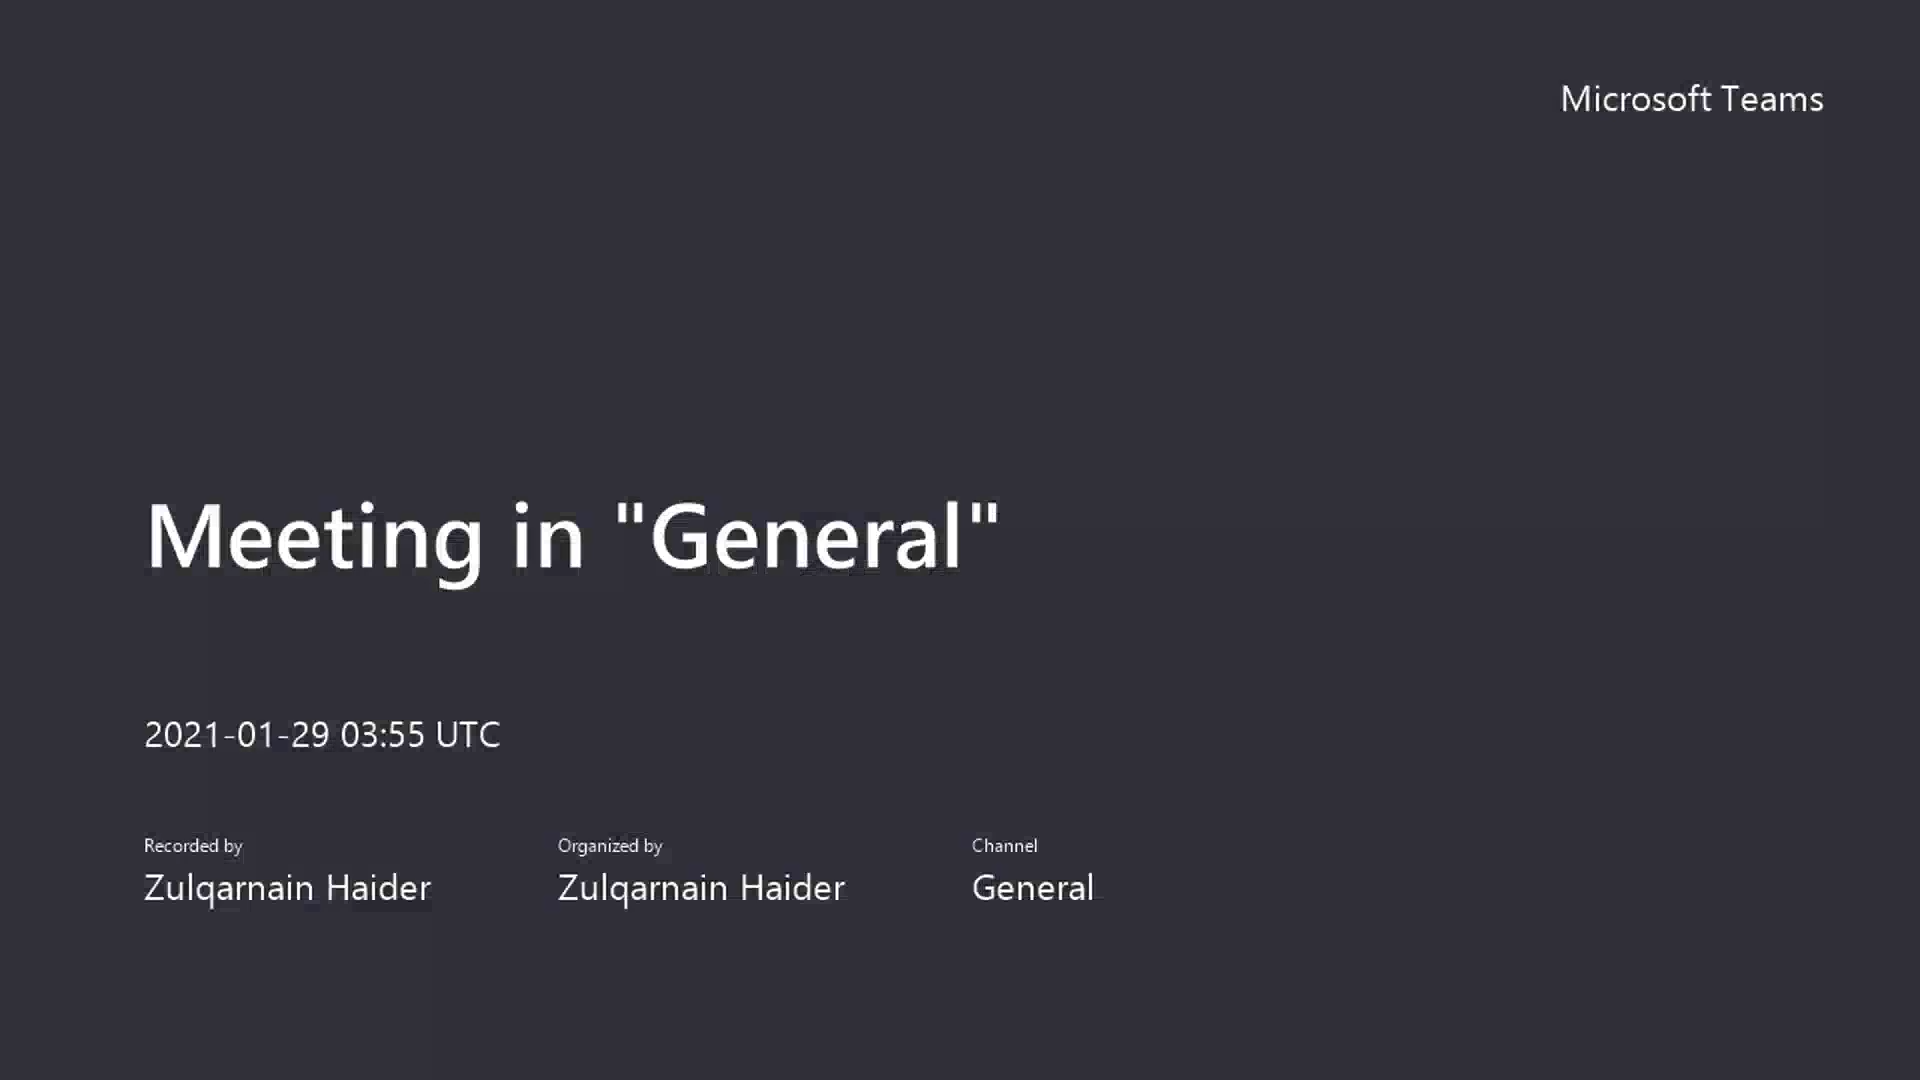 Microsoft Teams
Meeting in "General"
2021-01-29 03:55 UTC
Recorded by
Zulqarnain Haider
Organized by
Zulqarnain Haider
Channel
General